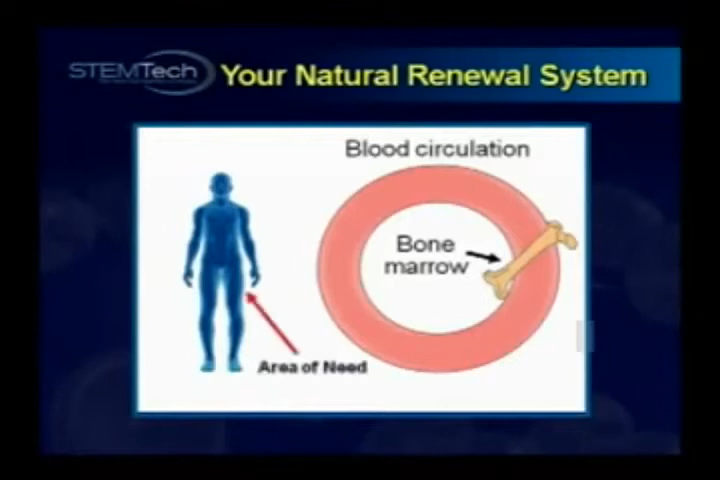 STEMTech
Your Natural Renewal System
Blood circulation
Bone
marrow
Area of Need